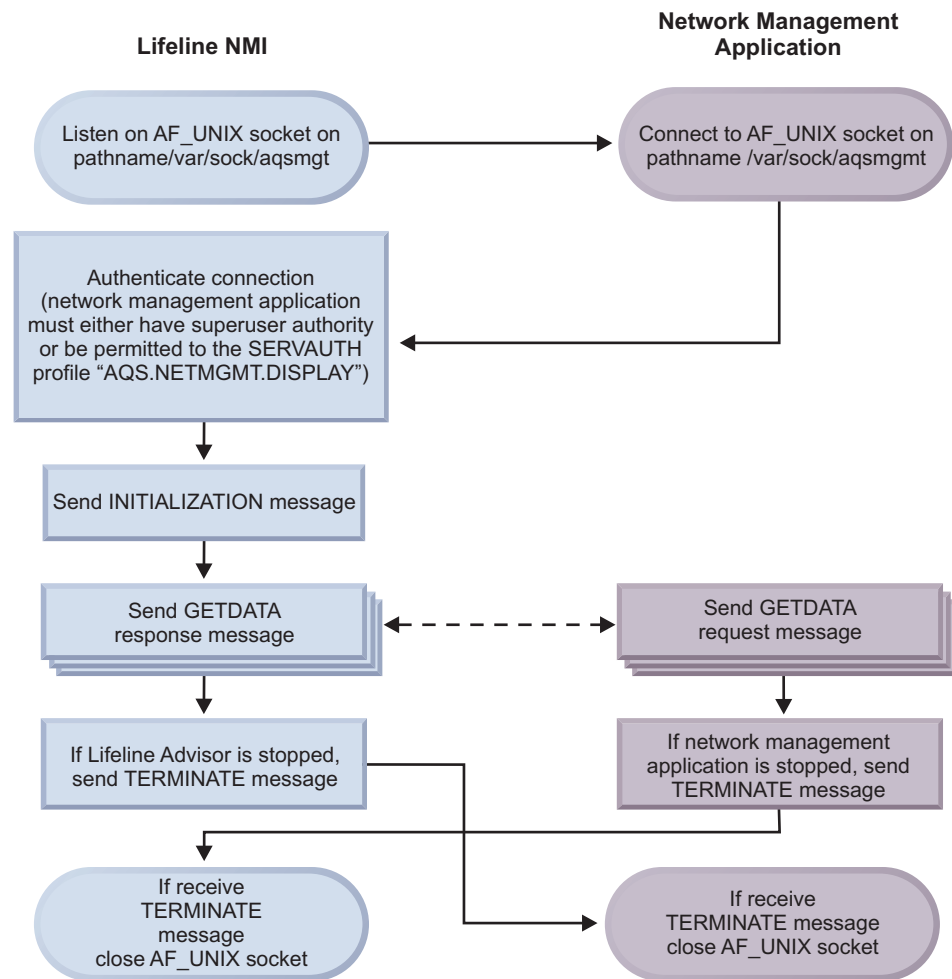 Lifeline NMI
Network Management
Application
Listen on AF_UNIX socket on
pathname/var/sock/aqsmgt
Connect to AF_UNIX socket on
pathname /var/sock/aqsmgmt
Authenticate connection
(network management application
must either have superuser authority
or be permitted to the SERVAUTH
profile “AQS.NETMGMT.DISPLAY”)
Send INITIALIZATION message
Send GETDATA
response message
Send GETDATA
request message
If Lifeline Advisor is stopped,
send TERMINATE message
If network management
application is stopped, send
TERMINATE message
If receive
TERMINATE
message
close AF_UNIX socket
If receive
TERMINATE message
close AF_UNIX socket